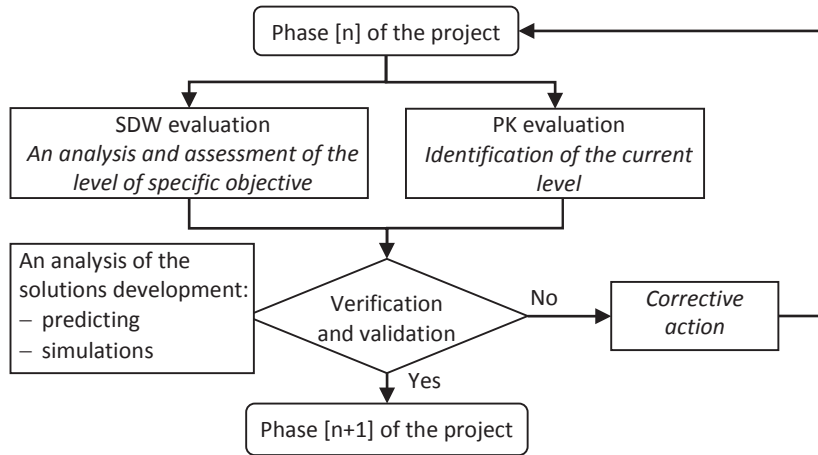 Phase [n] of the project
SDW evaluation
An analysis and assessment of the
level of specific objective
PK evaluation
Identification of the current
level
An analysis of the
solutions development:
– predicting
– simulations
Verification
and validation
No
Corrective
action
Yes
Phase [n+1] of the project